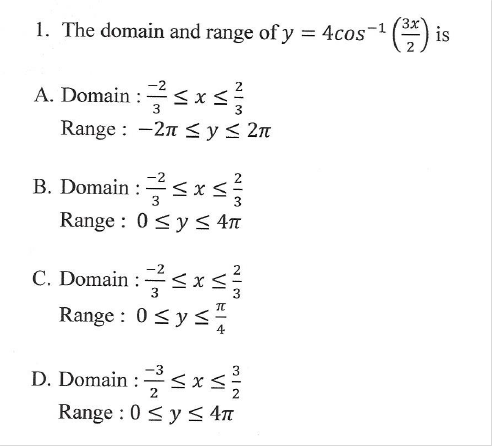 1. The domain and range of y = 4cos⁻¹ (3x/2) is
A. Domain : -2/3 ≤ x ≤ 2/3
Range : −2π ≤ y ≤ 2π
B. Domain : -2/3 ≤ x ≤ 2/3
Range : 0 ≤ y ≤ 4π
C. Domain : -2/3 ≤ x ≤ 2/3
Range : 0 ≤ y ≤ π/4
D. Domain : -3/2 ≤ x ≤ 3/2
Range : 0 ≤ y ≤ 4π